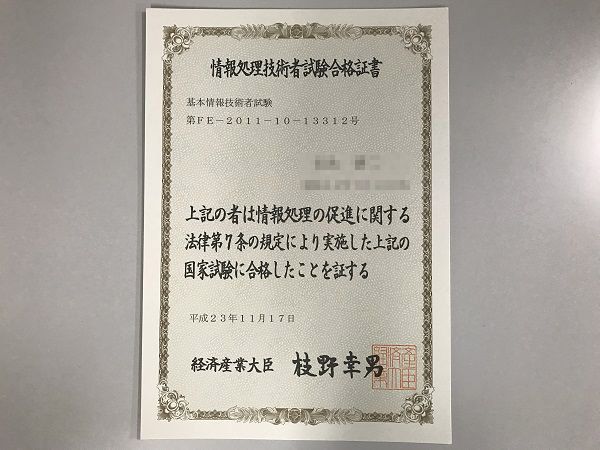 情報処理技術者試験合格証書
基本情報技術者試験
第FE-2011-10-13312号
上記の者は情報処理の促進に関する
法律第7条の規定により実施した上記の
国家試験に合格したことを証する
平成23年11月17日
経済産業大臣 枝野幸男